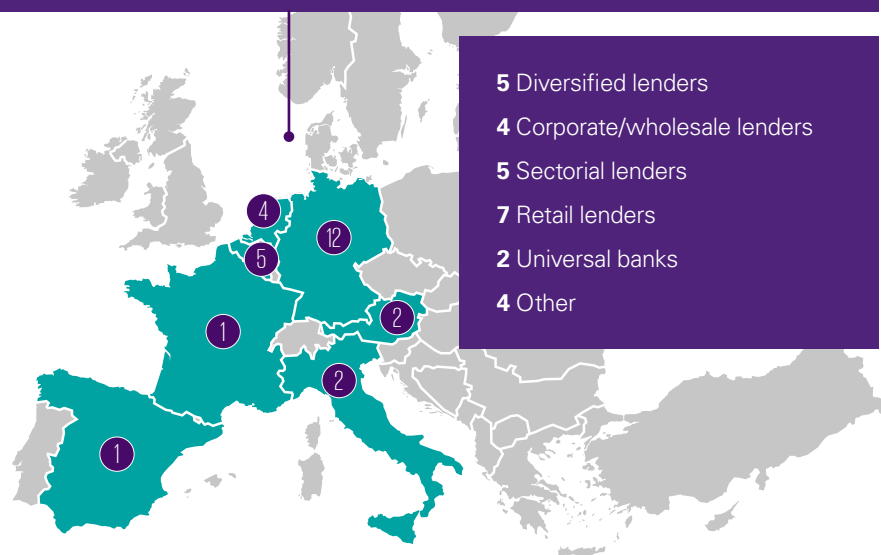 5 Diversified lenders
4 Corporate/wholesale lenders
5 Sectorial lenders
7 Retail lenders
2 Universal banks
4 Other
4
12
5
2
1
2
1